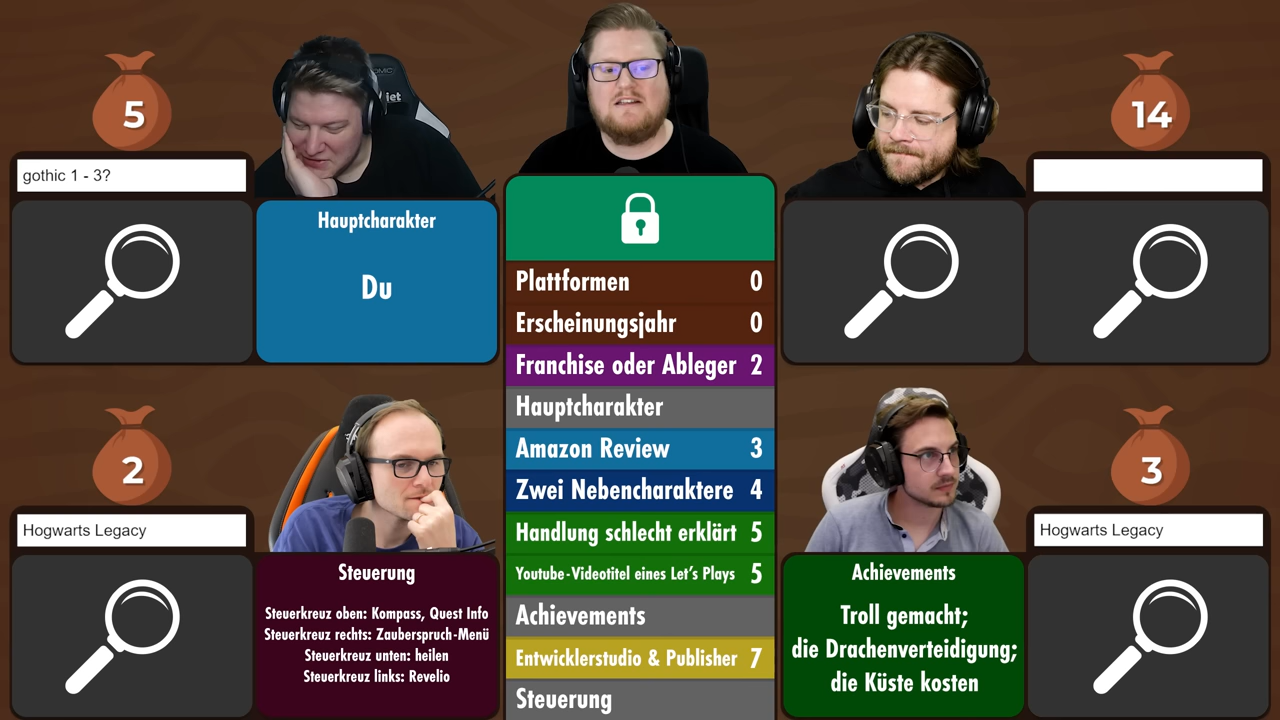 5
14
gothic 1 - 3?
jet
Hauptcharakter
Du
Plattformen 0
Erscheinungsjahr 0
Franchise oder Ableger 2
Hauptcharakter
Amazon Review 3
Zwei Nebencharaktere 4
Handlung schlecht erklärt 5
Youtube-Videotitel eines Let's Plays 5
Achievements
Entwicklerstudio & Publisher 7
Steuerung
2
Hogwarts Legacy
Steuerung
Steuerkreuz oben: Kompass, Quest Info
Steuerkreuz rechts: Zauberspruch-Menü
Steuerkreuz unten: heilen
Steuerkreuz links: Revelio
3
Hogwarts Legacy
Achievements
Troll gemacht;
die Drachenverteidigung;
die Küste kosten